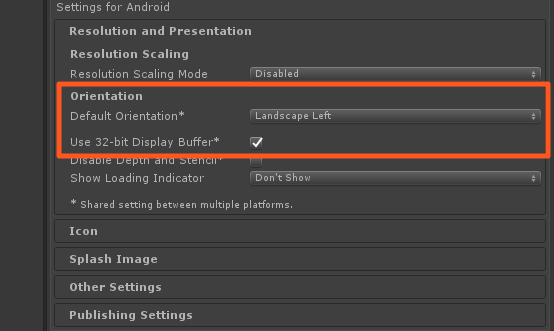 Settings for Android
Resolution and Presentation
Resolution Scaling
Resolution Scaling Mode Disabled
Orientation
Default Orientation* Landscape Left
Use 32-bit Display Buffer*
Disable Depth and Stencil*
Show Loading Indicator Don't Show
* Shared setting between multiple platforms.
Icon
Splash Image
Other Settings
Publishing Settings